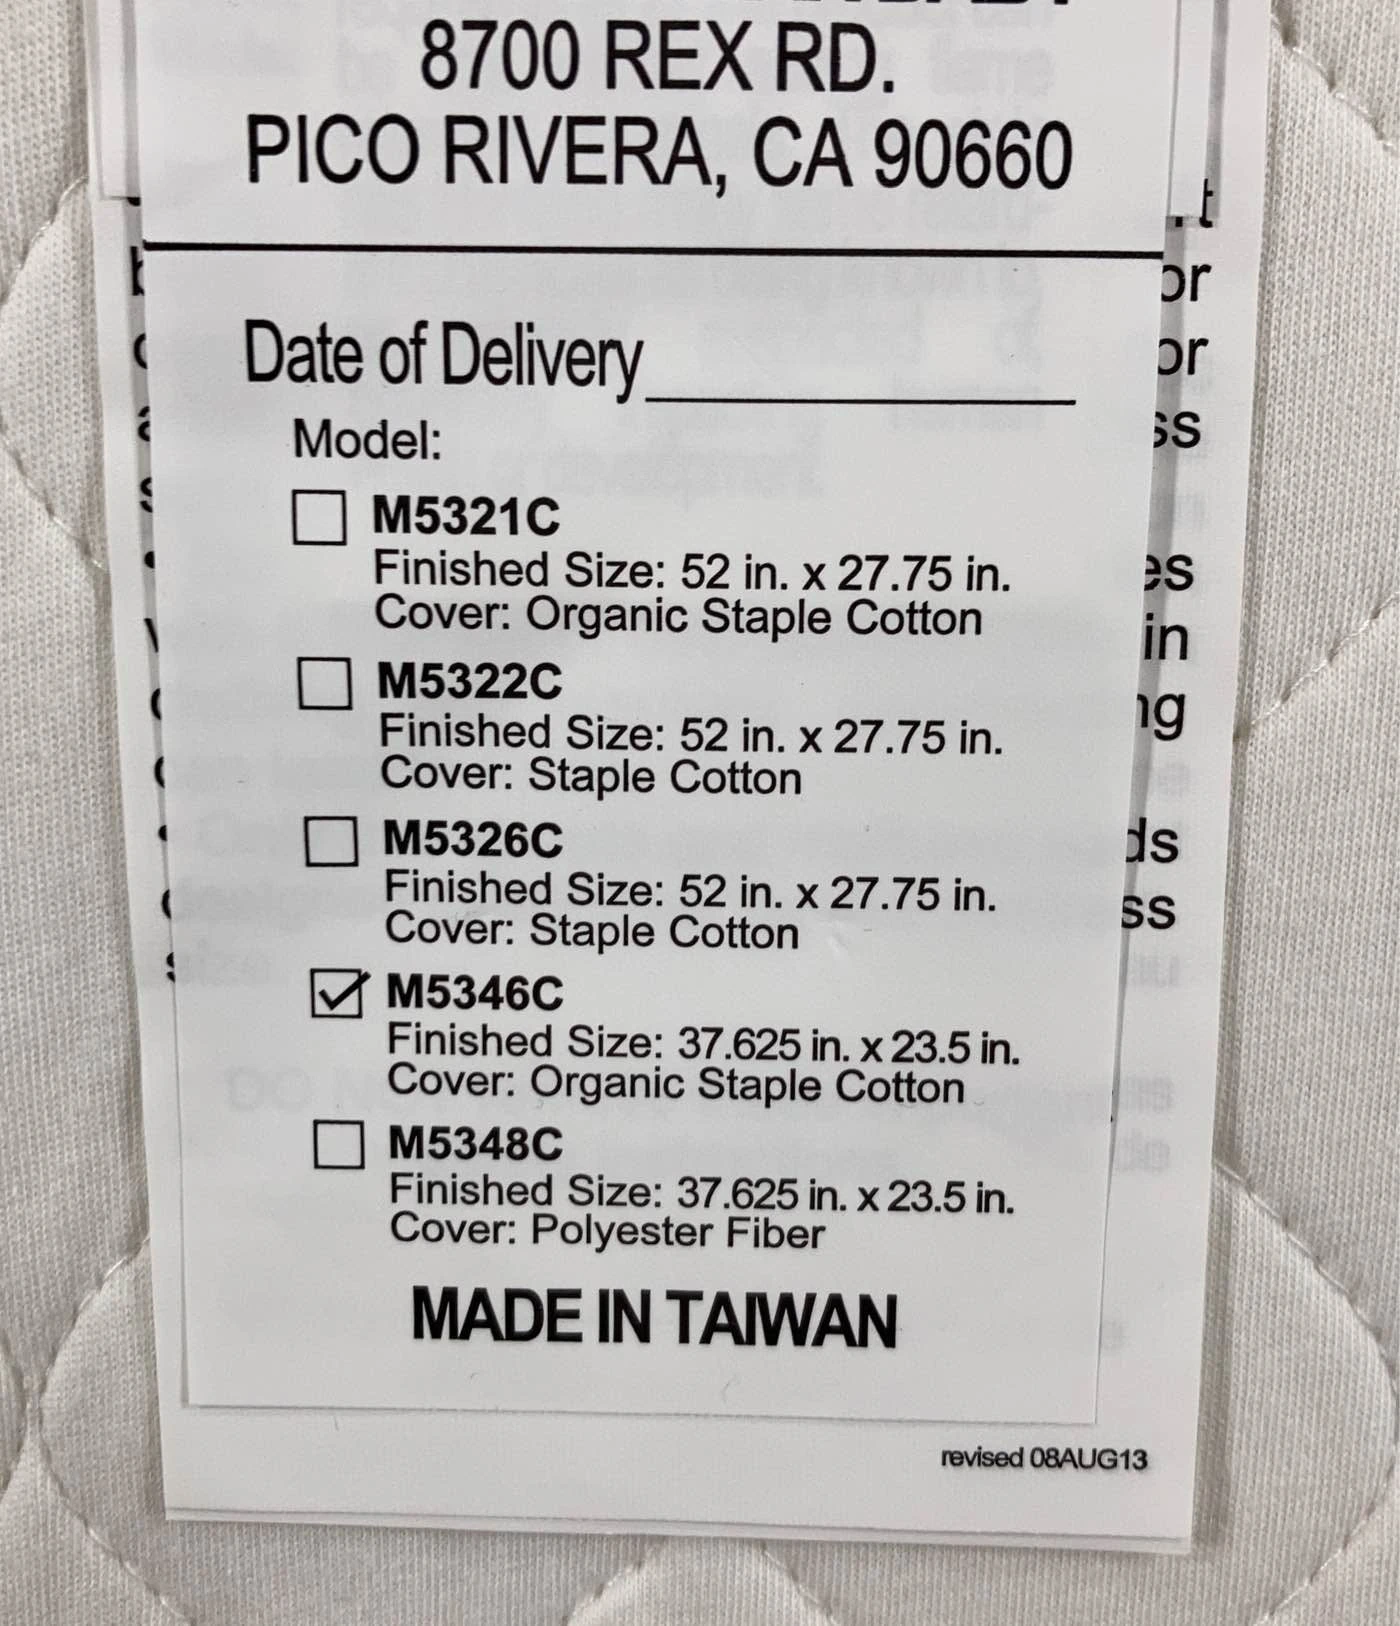 8700 REX RD.
PICO RIVERA, CA 90660
Date of Delivery
Model:
M5321C
Finished Size: 52 in. x 27.75 in.
Cover: Organic Staple Cotton
M5322C
Finished Size: 52 in. x 27.75 in.
Cover: Staple Cotton
M5326C
Finished Size: 52 in. x 27.75 in.
Cover: Staple Cotton
M5346C
Finished Size: 37.625 in. x 23.5 in.
Cover: Organic Staple Cotton
M5348C
Finished Size: 37.625 in. x 23.5 in.
Cover: Polyester Fiber
MADE IN TAIWAN
revised 08AUG13